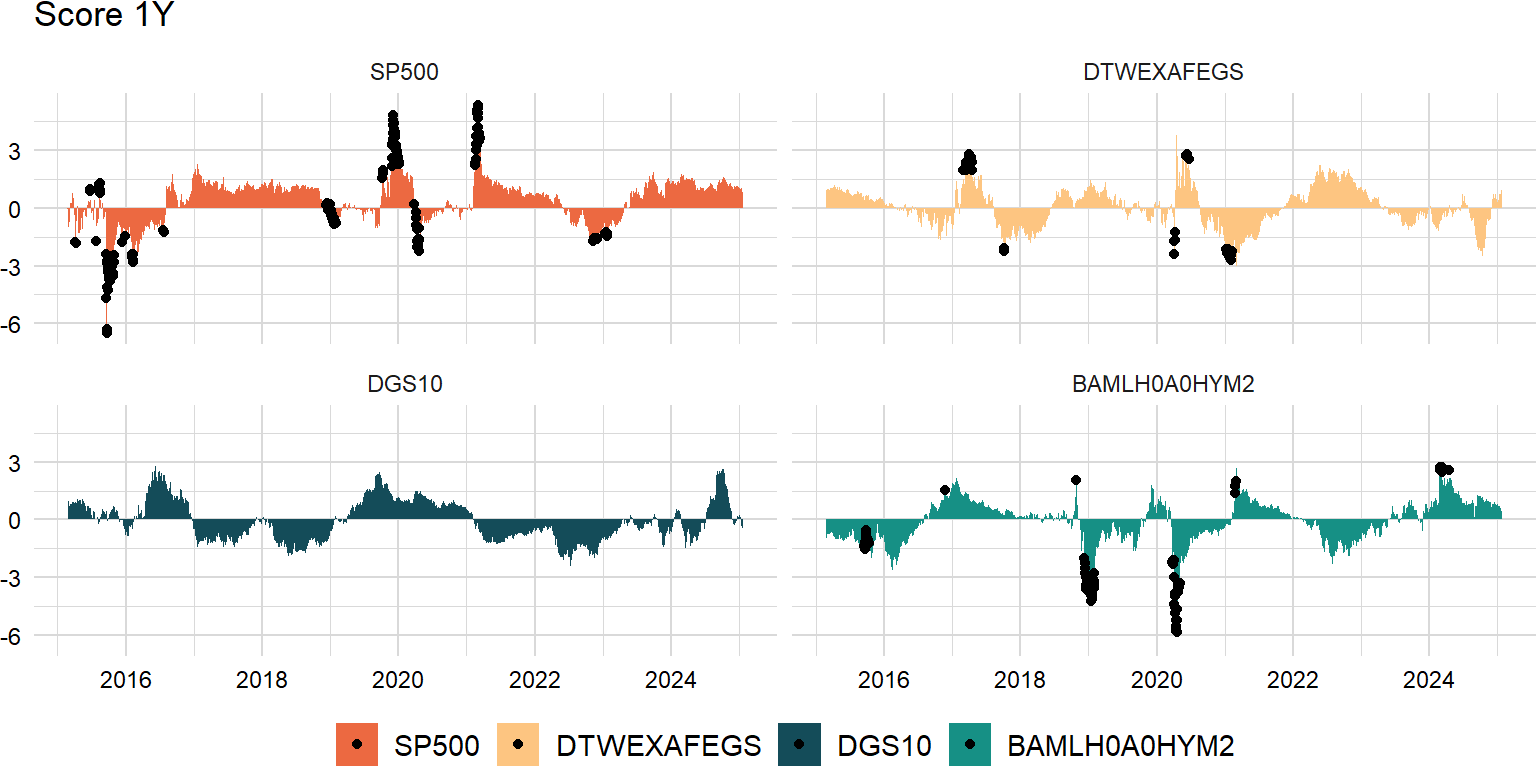 Score 1Y
SP500 DTWEXAFEGS
3
0
-3
-6
DGS10 BAMLH0A0HYM2
3
0
-3
-6
2016 2018 2020 2022 2024 2016 2018 2020 2022 2024
SP500 DTWEXAFEGS DGS10 BAMLH0A0HYM2